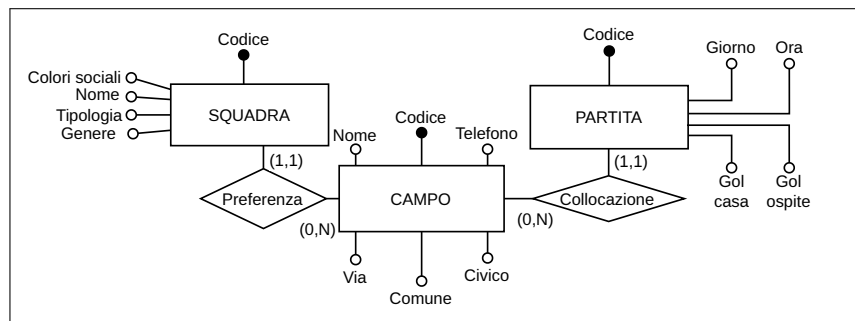 Codice
Colori sociali
Nome
Tipologia
Genere
SQUADRA
(1,1)
Preferenza
(0,N)
Nome
Codice
Telefono
CAMPO
Via
Comune
Civico
Codice
Giorno
Ora
PARTITA
(1,1)
Collocazione
(0,N)
Gol
casa
Gol
ospite